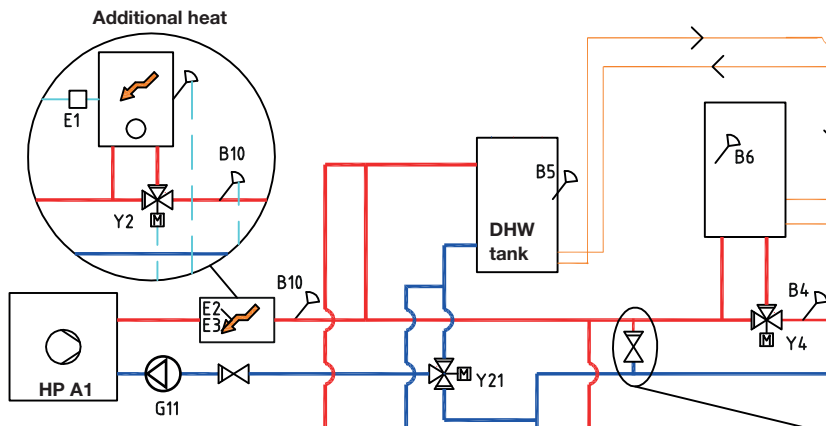 Additional heat
E1
B10
Y2
M
B5
B6
DHW
tank
B10
E2
E3
B4
HP A1
G11
M
Y21
M
Y4